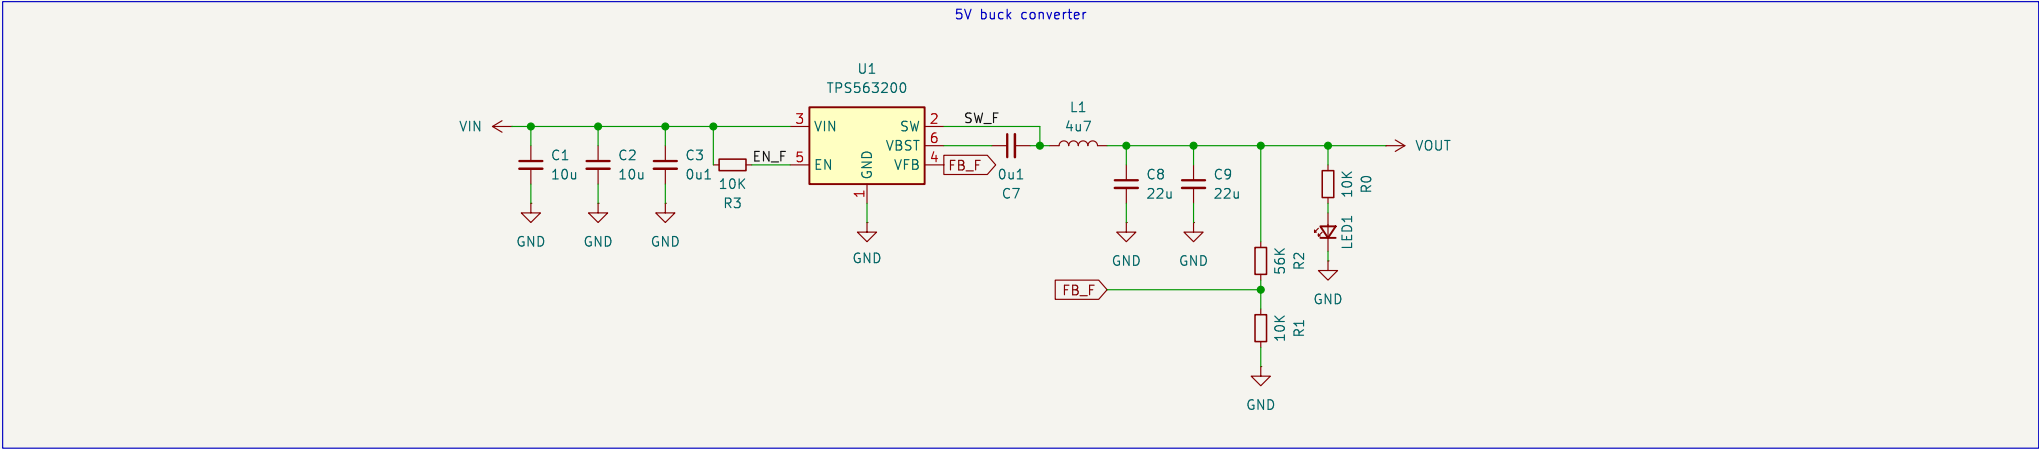 5V buck converter
U1
TPS563200
VIN
C1
10u
GND
C2
10u
GND
C3
0u1
GND
10K
R3
EN_F
3
VIN
5
EN
GND
1
GND
SW
2
VBST
6
VFB
4
SW_F
FB_F
0u1
C7
L1
4u7
C8
22u
GND
C9
22u
GND
56K
R2
FB_F
10K
R1
GND
10K
R0
LED1
GND
VOUT